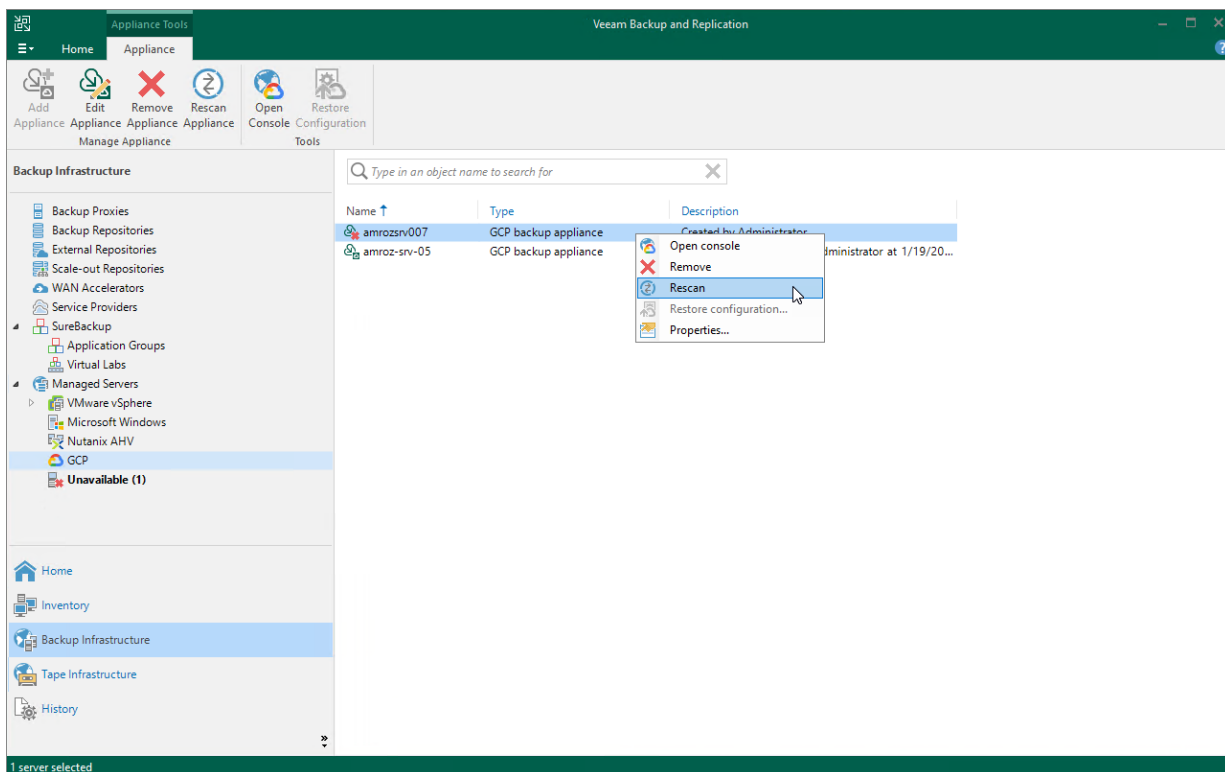 Appliance Tools
Veeam Backup and Replication
Home Appliance
Add Appliance
Edit Appliance
Remove Appliance
Rescan Appliance
Open Console
Restore Configuration
Manage Appliance
Tools
Backup Infrastructure
Backup Proxies
Backup Repositories
External Repositories
Scale-out Repositories
WAN Accelerators
Service Providers
SureBackup
Application Groups
Virtual Labs
Managed Servers
VMware vSphere
Microsoft Windows
Nutanix AHV
GCP
Unavailable (1)
Home
Inventory
Backup Infrastructure
Tape Infrastructure
History
Type in an object name to search for
Name Type Description
amrozsrv007 GCP backup appliance Created by Administrator
amroz-srv-05 GCP backup appliance dministrator at 1/19/20...
Open console
Remove
Rescan
Restore configuration...
Properties...
1 server selected